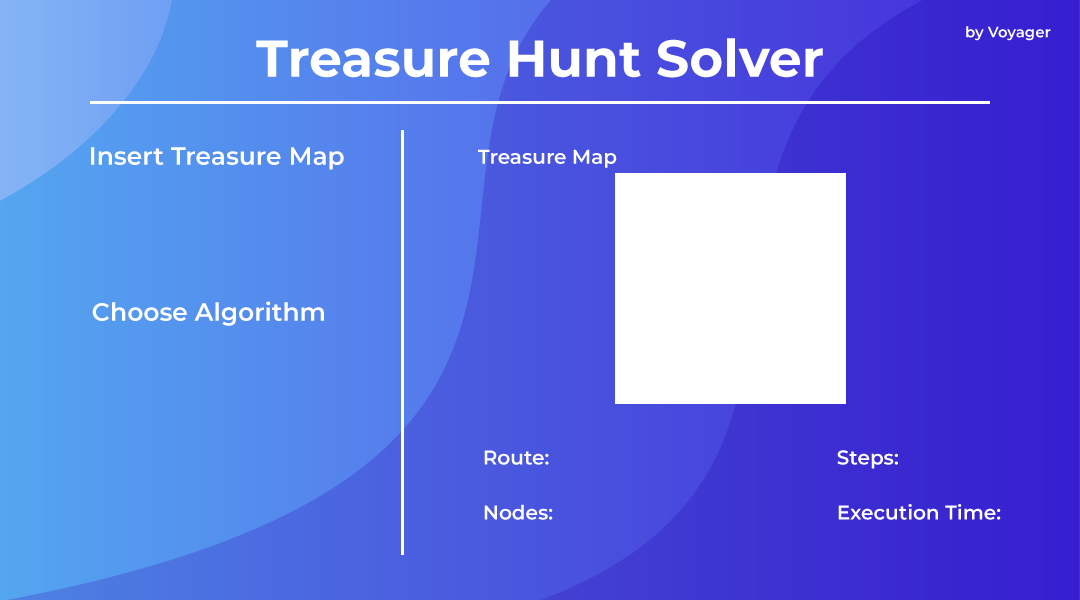 by Voyager
Treasure Hunt Solver
Insert Treasure Map
Choose Algorithm
Treasure Map
Route:
Steps:
Nodes:
Execution Time: